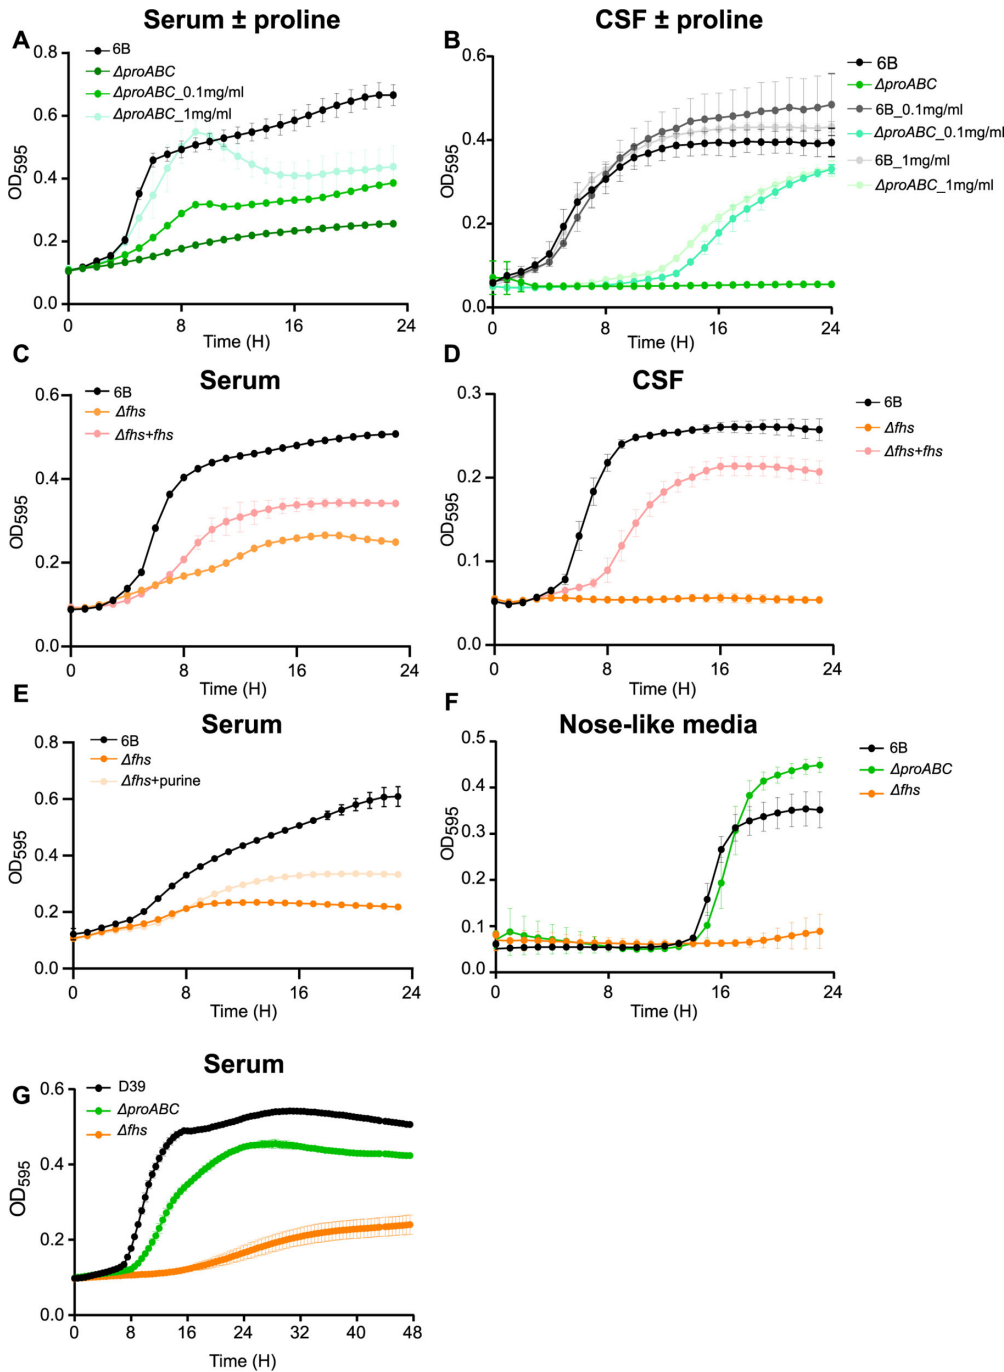 A
Serum ± proline
6B
ΔproABC
ΔproABC_0.1mg/ml
ΔproABC_1mg/ml
0.8
0.6
0.4
0.2
0.0
OD595
0 8 16 24
Time (H)
B
CSF ± proline
6B
ΔproABC
6B_0.1mg/ml
ΔproABC_0.1mg/ml
6B_1mg/ml
ΔproABC_1mg/ml
0.6
0.4
0.2
0.0
OD595
0 8 16 24
Time (H)
C
Serum
6B
Δfhs
Δfhs+fhs
0.6
0.4
0.2
0.0
OD595
0 8 16 24
Time (H)
D
CSF
6B
Δfhs
Δfhs+fhs
0.3
0.2
0.1
0.0
OD595
0 8 16 24
Time (H)
E
Serum
6B
Δfhs
Δfhs+purine
0.8
0.6
0.4
0.2
0.0
OD595
0 8 16 24
Time (H)
F
Nose-like media
6B
ΔproABC
Δfhs
0.5
0.4
0.3
0.2
0.1
0.0
OD595
0 8 16 24
Time (H)
G
Serum
D39
ΔproABC
Δfhs
0.6
0.4
0.2
0.0
OD595
0 8 16 24 32 40 48
Time (H)